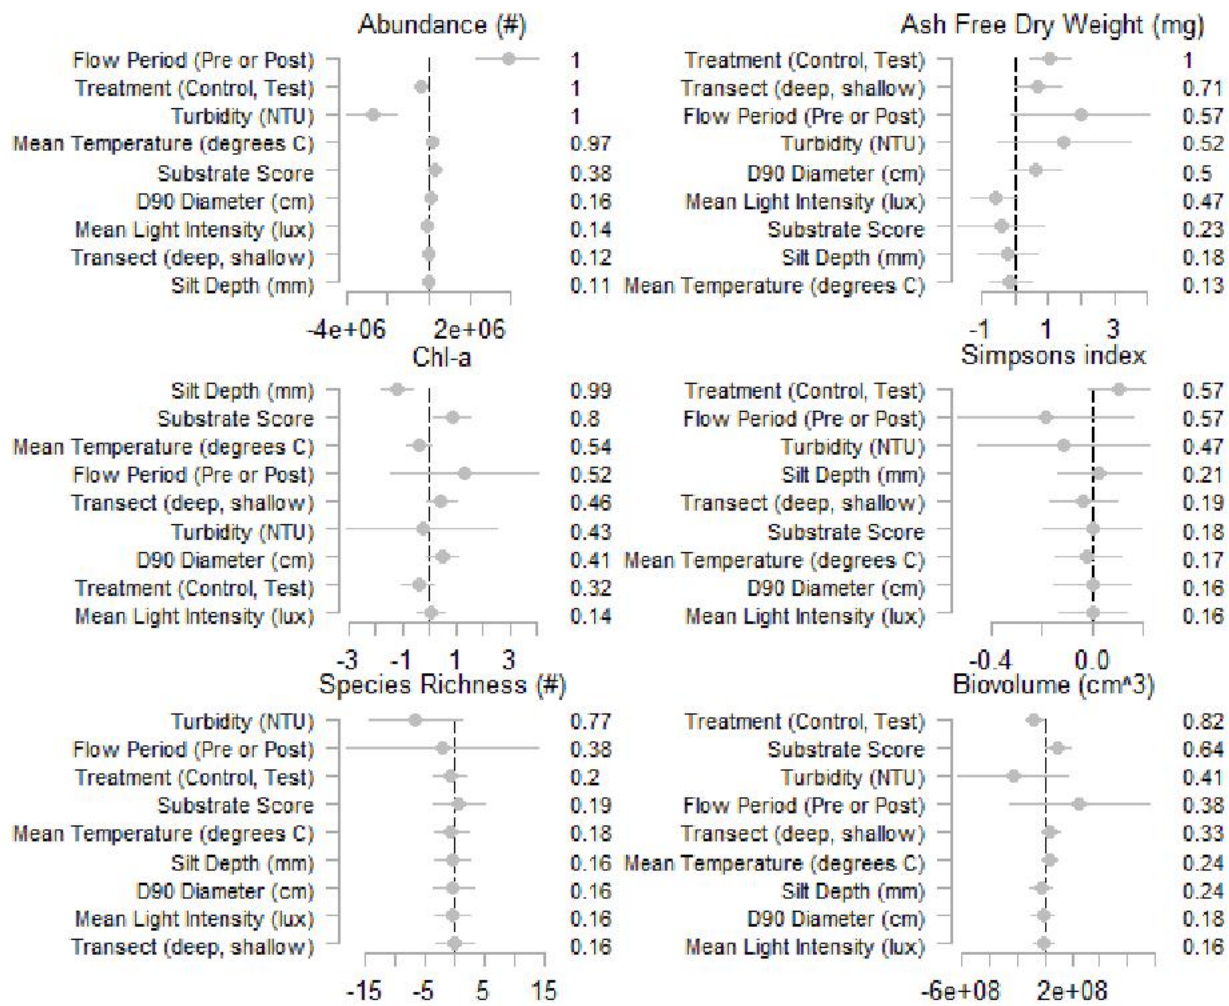 Abundance (#)
Flow Period (Pre or Post) 1
Treatment (Control, Test) 1
Turbidity (NTU) 1
Mean Temperature (degrees C) 0.97
Substrate Score 0.38
D90 Diameter (cm) 0.16
Mean Light Intensity (lux) 0.14
Transect (deep, shallow) 0.12
Silt Depth (mm) 0.11
-4e+06 2e+06
Ash Free Dry Weight (mg)
Treatment (Control, Test) 1
Transect (deep, shallow) 0.71
Flow Period (Pre or Post) 0.57
Turbidity (NTU) 0.52
D90 Diameter (cm) 0.5
Mean Light Intensity (lux) 0.47
Substrate Score 0.23
Silt Depth (mm) 0.18
Mean Temperature (degrees C) 0.13
-1 1 3
Chl-a
Silt Depth (mm) 0.99
Substrate Score 0.8
Mean Temperature (degrees C) 0.54
Flow Period (Pre or Post) 0.52
Transect (deep, shallow) 0.46
Turbidity (NTU) 0.43
D90 Diameter (cm) 0.41
Treatment (Control, Test) 0.32
Mean Light Intensity (lux) 0.14
-3 -1 1 3
Simpsons index
Treatment (Control, Test) 0.57
Flow Period (Pre or Post) 0.57
Turbidity (NTU) 0.47
Silt Depth (mm) 0.21
Transect (deep, shallow) 0.19
Substrate Score 0.18
Mean Temperature (degrees C) 0.17
D90 Diameter (cm) 0.16
Mean Light Intensity (lux) 0.16
-0.4 0.0
Species Richness (#)
Turbidity (NTU) 0.77
Flow Period (Pre or Post) 0.38
Treatment (Control, Test) 0.2
Substrate Score 0.19
Mean Temperature (degrees C) 0.18
Silt Depth (mm) 0.16
D90 Diameter (cm) 0.16
Mean Light Intensity (lux) 0.16
Transect (deep, shallow) 0.16
-15 -5 5 15
Biovolume (cm^3)
Treatment (Control, Test) 0.82
Substrate Score 0.64
Turbidity (NTU) 0.41
Flow Period (Pre or Post) 0.38
Transect (deep, shallow) 0.33
Mean Temperature (degrees C) 0.24
Silt Depth (mm) 0.24
D90 Diameter (cm) 0.18
Mean Light Intensity (lux) 0.16
-6e+08 2e+08